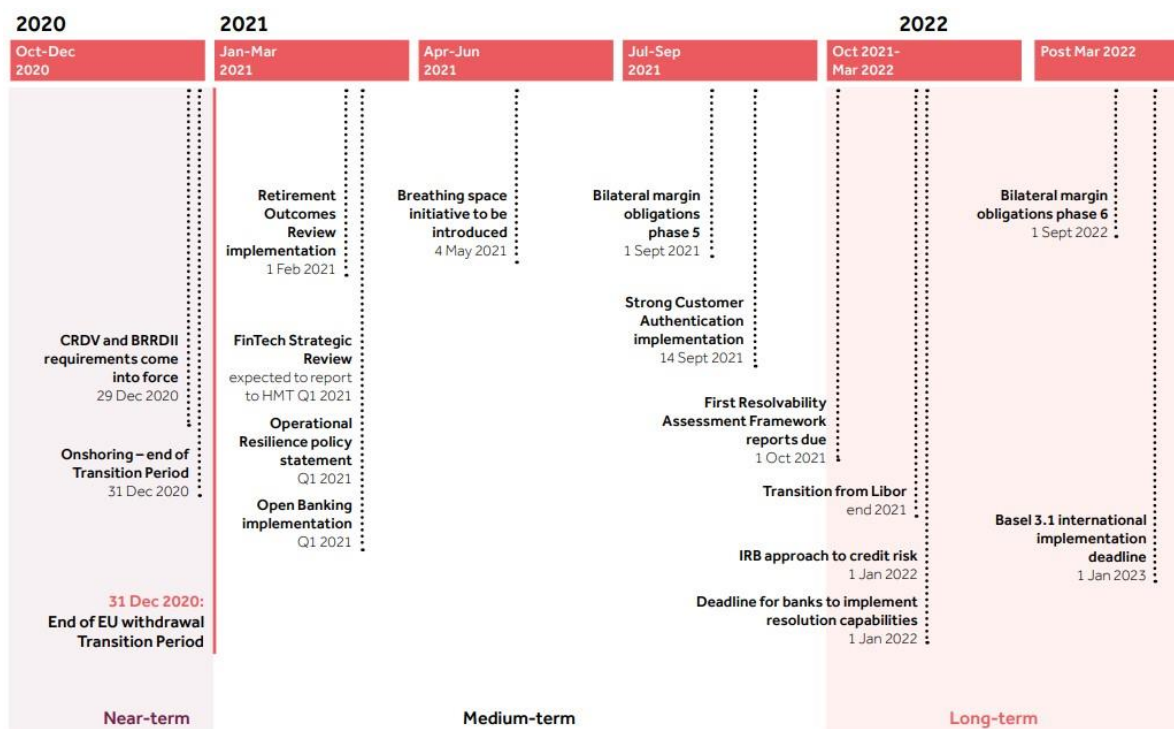 2020
2021
2022
Oct-Dec
2020
Jan-Mar
2021
Apr-Jun
2021
Jul-Sep
2021
Oct 2021-
Mar 2022
Post Mar 2022
CRDV and BRRDII
requirements come
into force
29 Dec 2020
Onshoring – end of
Transition Period
31 Dec 2020
31 Dec 2020:
End of EU withdrawal
Transition Period
Retirement
Outcomes
Review
implementation
1 Feb 2021
FinTech Strategic
Review
expected to report
to HMT Q1 2021
Operational
Resilience policy
statement
Q1 2021
Open Banking
implementation
Q1 2021
Breathing space
initiative to be
introduced
4 May 2021
Bilateral margin
obligations
phase 5
1 Sept 2021
Strong Customer
Authentication
implementation
14 Sept 2021
First Resolvability
Assessment Framework
reports due
1 Oct 2021
Transition from Libor
end 2021
IRB approach to credit risk
1 Jan 2022
Deadline for banks to implement
resolution capabilities
1 Jan 2022
Bilateral margin
obligations phase 6
1 Sept 2022
Basel 3.1 international
implementation
deadline
1 Jan 2023
Near-term
Medium-term
Long-term